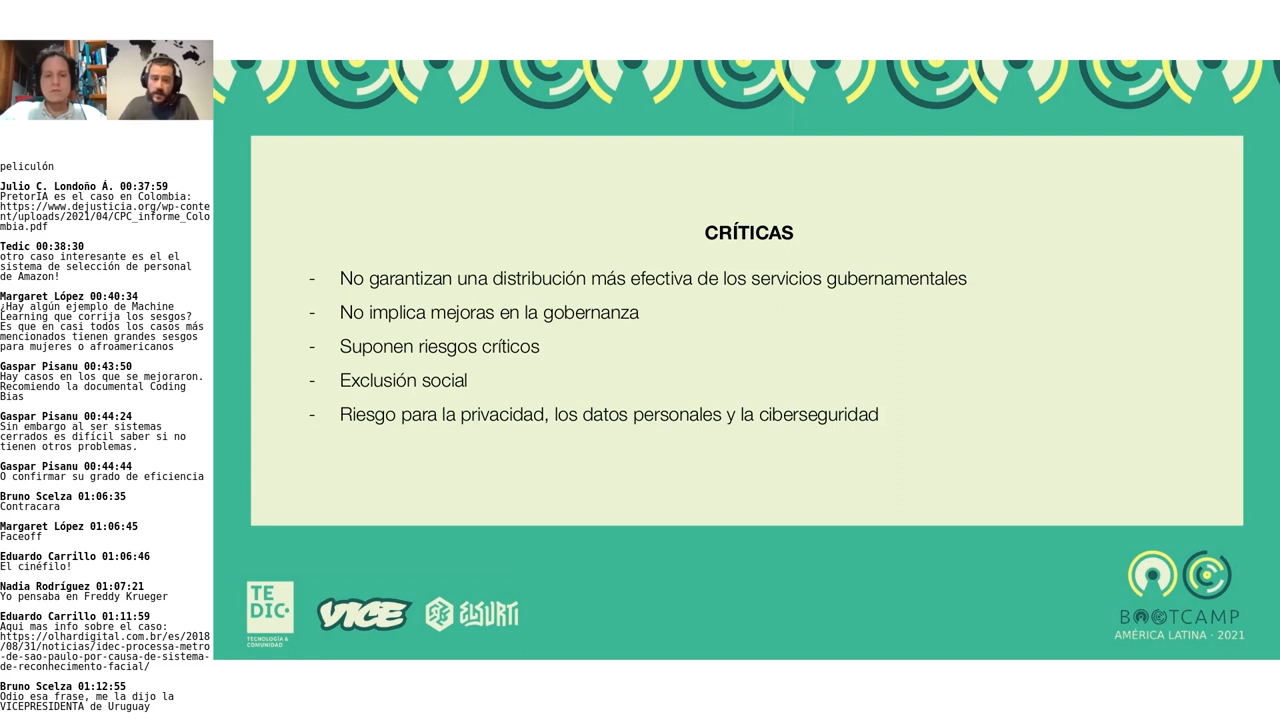 peliculón
Julio C. Londoño Á. 00:37:59
PretorIA es el caso en Colombia:
https://www.dejusticia.org/wp-conte
nt/uploads/2021/04/CPC_informe_Colo
mbia.pdf
Tedic 00:38:30
otro caso interesante es el el
sistema de selección de personal
de Amazon!
Margaret López 00:40:34
¿Hay algún ejemplo de Machine
Learning que corrija los sesgos?
Es que en casi todos los casos más
mencionados tienen grandes sesgos
para mujeres o afroamericanos
Gaspar Pisanu 00:43:50
Hay casos en los que se mejoraron.
Recomiendo la documental Coding
Bias
Gaspar Pisanu 00:44:24
Sin embargo al ser sistemas
cerrados es difícil saber si no
tienen otros problemas.
Gaspar Pisanu 00:44:44
O confirmar su grado de eficiencia
Bruno Scelza 01:06:35
Contracara
Margaret López 01:06:45
Faceoff
Eduardo Carrillo 01:06:46
El cinéfilo!
Nadia Rodríguez 01:07:21
Yo pensaba en Freddy Krueger
Eduardo Carrillo 01:11:59
Aqui mas info sobre el caso:
https://olhardigital.com.br/es/2018
/08/31/noticias/idec-processa-metro
-de-sao-paulo-por-causa-de-sistema-
de-reconhecimento-facial/
Bruno Scelza 01:12:55
Odio esa frase, me la dijo la
VICEPRESIDENTA de Uruguay
CRÍTICAS
- No garantizan una distribución más efectiva de los servicios gubernamentales
- No implica mejoras en la gobernanza
- Suponen riesgos críticos
- Exclusión social
- Riesgo para la privacidad, los datos personales y la ciberseguridad
TE
DIC
TECNOLOGÍA &
COMUNIDAD
VICE
ELSURTI
BOOTCAMP
AMÉRICA LATINA · 2021